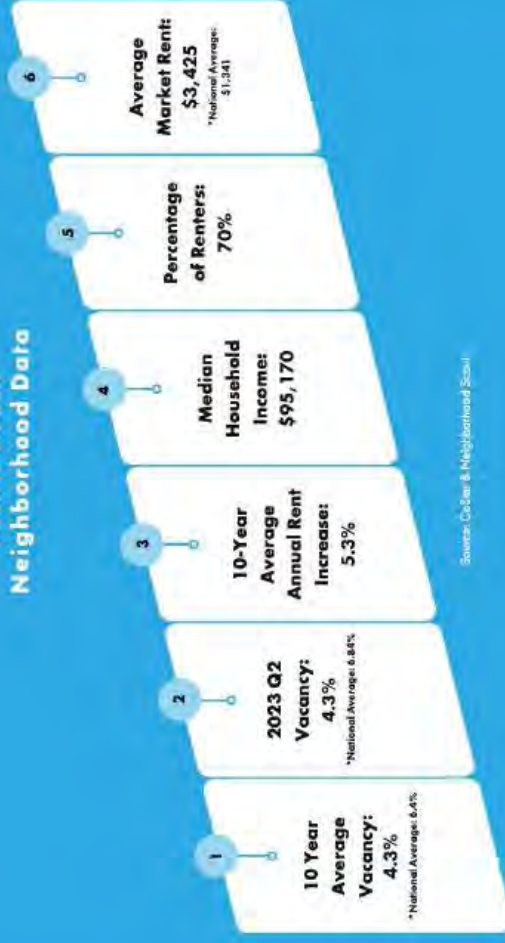 Neighborhood Data
1
10 Year
Average
Vacancy:
4.3%
*National Average: 6.4%
2
2023 Q2
Vacancy:
4.3%
*National Average: 6.84%
3
10-Year
Average
Annual Rent
Increase:
5.3%
4
Median
Household
Income:
$95,170
5
Percentage
of Renters:
70%
6
Average
Market Rent:
$3,425
*National Average:
$1,341
Source: CoStar & Neighborhood Scout